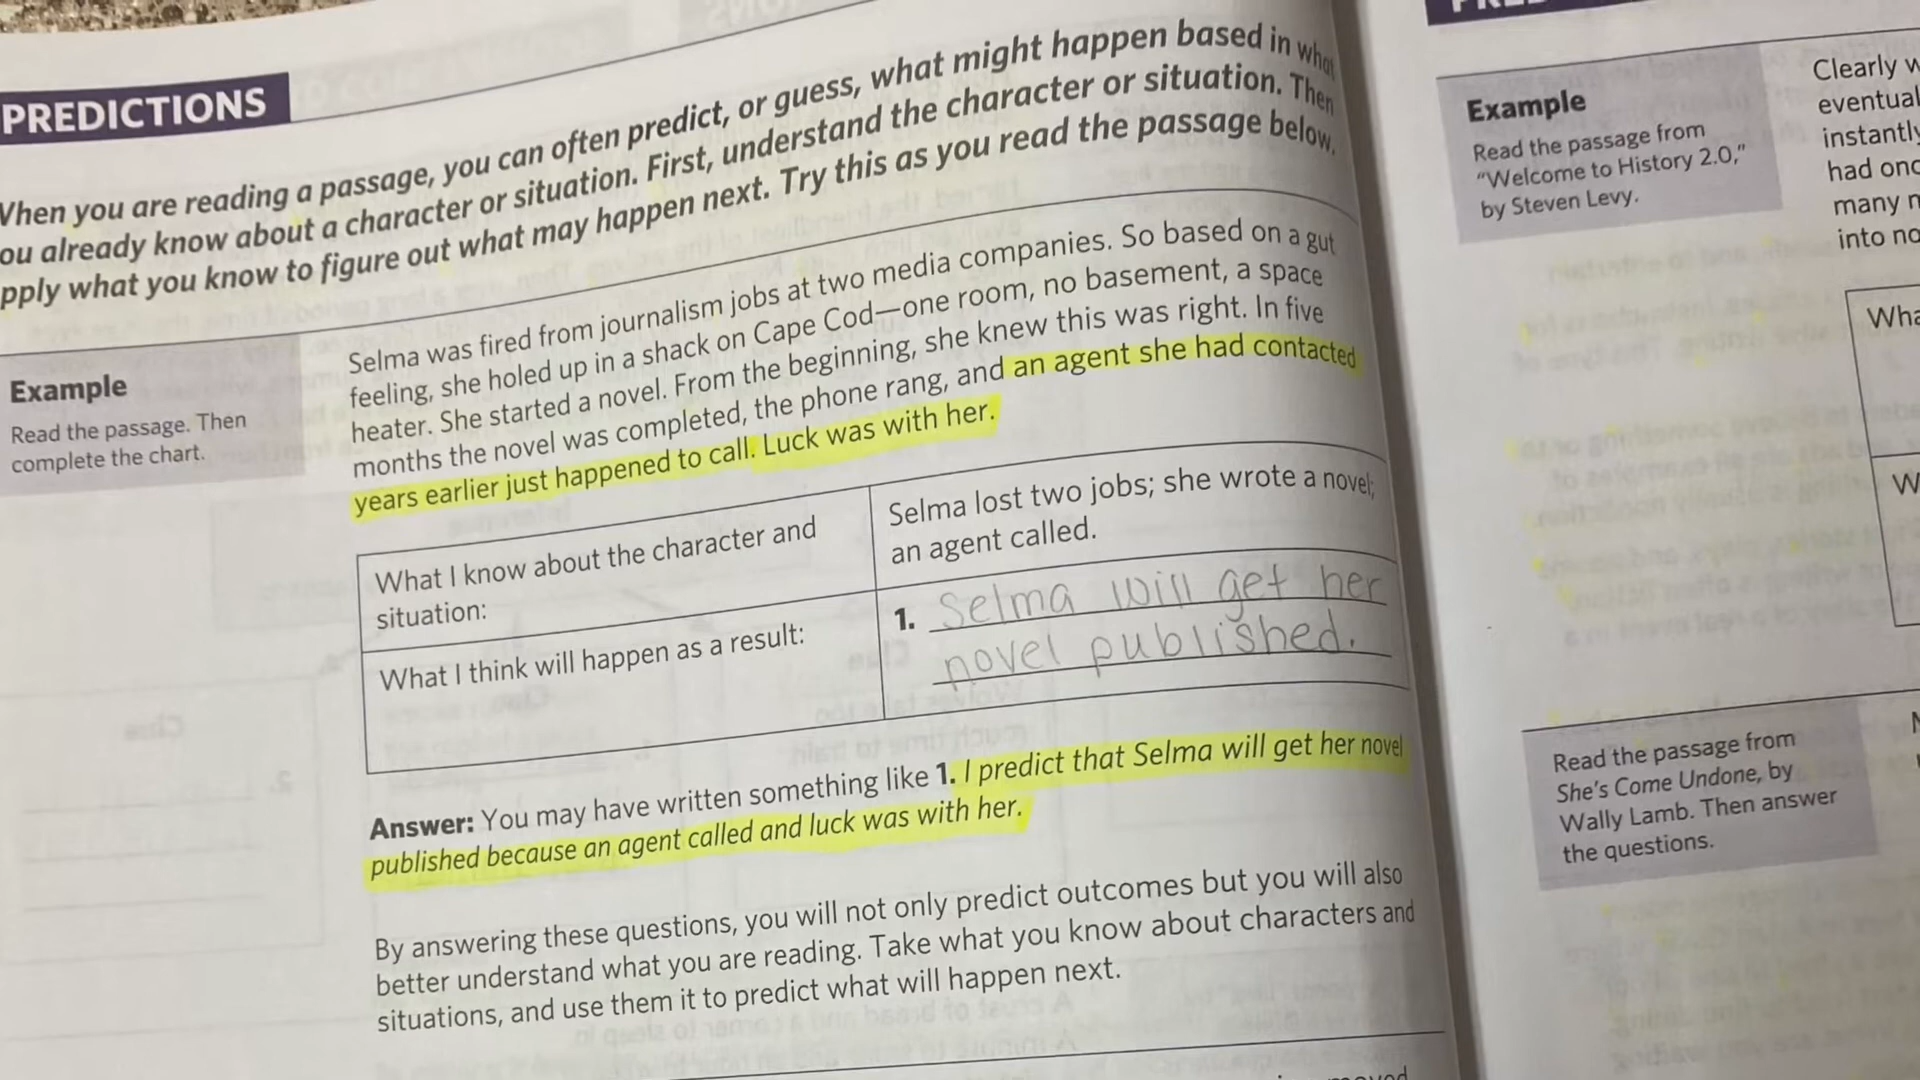 PREDICTIONS
When you are reading a passage, you can often predict, or guess, what might happen based in what
ou already know about a character or situation. First, understand the character or situation. Then
pply what you know to figure out what may happen next. Try this as you read the passage below.
Example
Read the passage. Then
complete the chart.
Selma was fired from journalism jobs at two media companies. So based on a gut
feeling, she holed up in a shack on Cape Cod—one room, no basement, a space
heater. She started a novel. From the beginning, she knew this was right. In five
months the novel was completed, the phone rang, and an agent she had contacted
years earlier just happened to call. Luck was with her.
What I know about the character and
situation:
Selma lost two jobs; she wrote a novel;
an agent called.
What I think will happen as a result:
1. Selma will get her
novel published.
Answer: You may have written something like 1. I predict that Selma will get her novel
published because an agent called and luck was with her.
By answering these questions, you will not only predict outcomes but you will also
better understand what you are reading. Take what you know about characters and
situations, and use them it to predict what will happen next.
Example
Read the passage from
“Welcome to History 2.0,”
by Steven Levy.
Clearly w
eventual
instantly
had onc
many
into no
Wha
W
Read the passage from
She's Come Undone, by
Wally Lamb. Then answer
the questions.